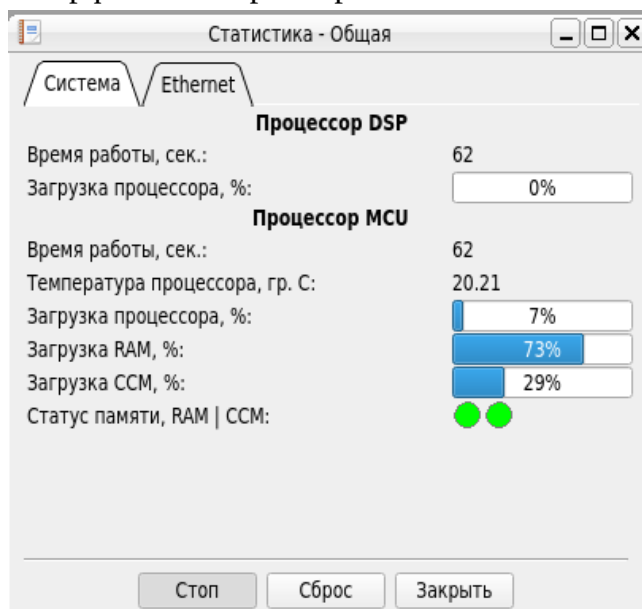 Статистика - Общая
Система Ethernet
Процессор DSP
Время работы, сек.: 62
Загрузка процессора, %: 0%
Процессор MCU
Время работы, сек.: 62
Температура процессора, гр. С: 20.21
Загрузка процессора, %: 7%
Загрузка RAM, %: 73%
Загрузка CCM, %: 29%
Статус памяти, RAM | CCM:
Стоп Сброс Закрыть